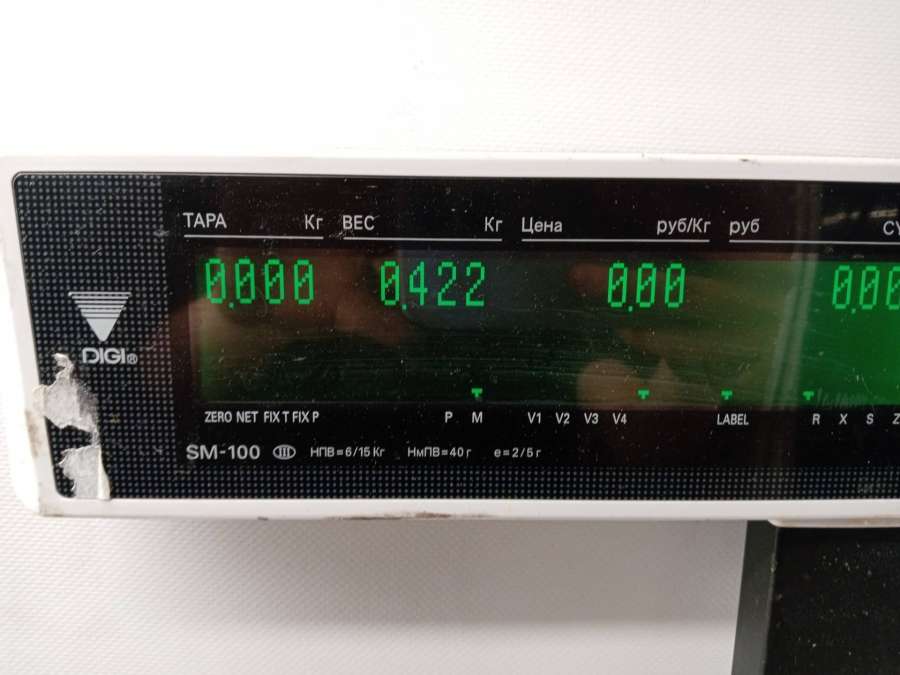 ТАРА Кг ВЕС Кг Цена руб/Кг руб
0.000 0.422 0.00
DIGI®
ZERO NET FIX T FIX P P M V1 V2 V3 V4 LABEL R X S
SM-100 III НПВ=6/15 Кг НмПВ=40 г e=2/5 г